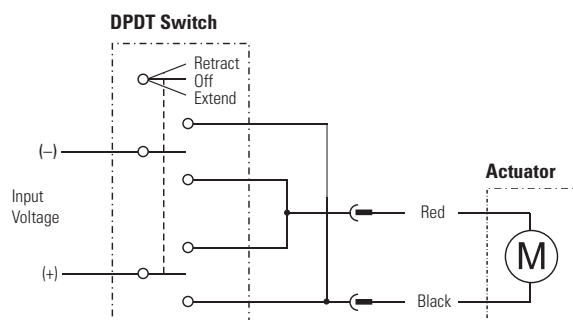 DPDT Switch
Retract
Off
Extend
(–)
Input
Voltage
(+)
Actuator
Red
M
Black